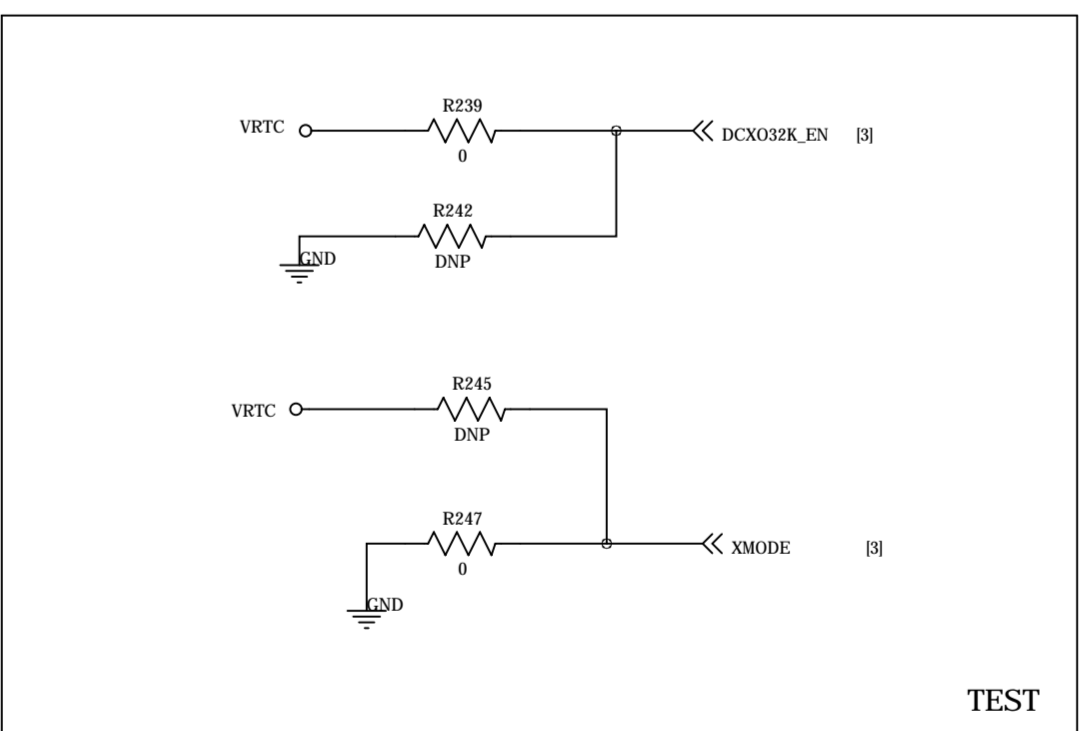 R239
VRTC
DCXO32K_EN [3]
0
R242
GND
DNP
R245
VRTC
DNP
R247
XMODE [3]
0
GND
TEST